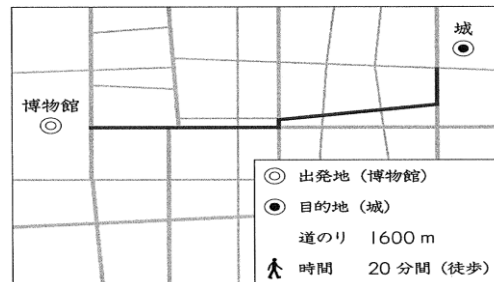 城
博物館
出発地 (博物館)
目的地 (城)
道のり 1600 m
時間 20 分間 (徒歩)